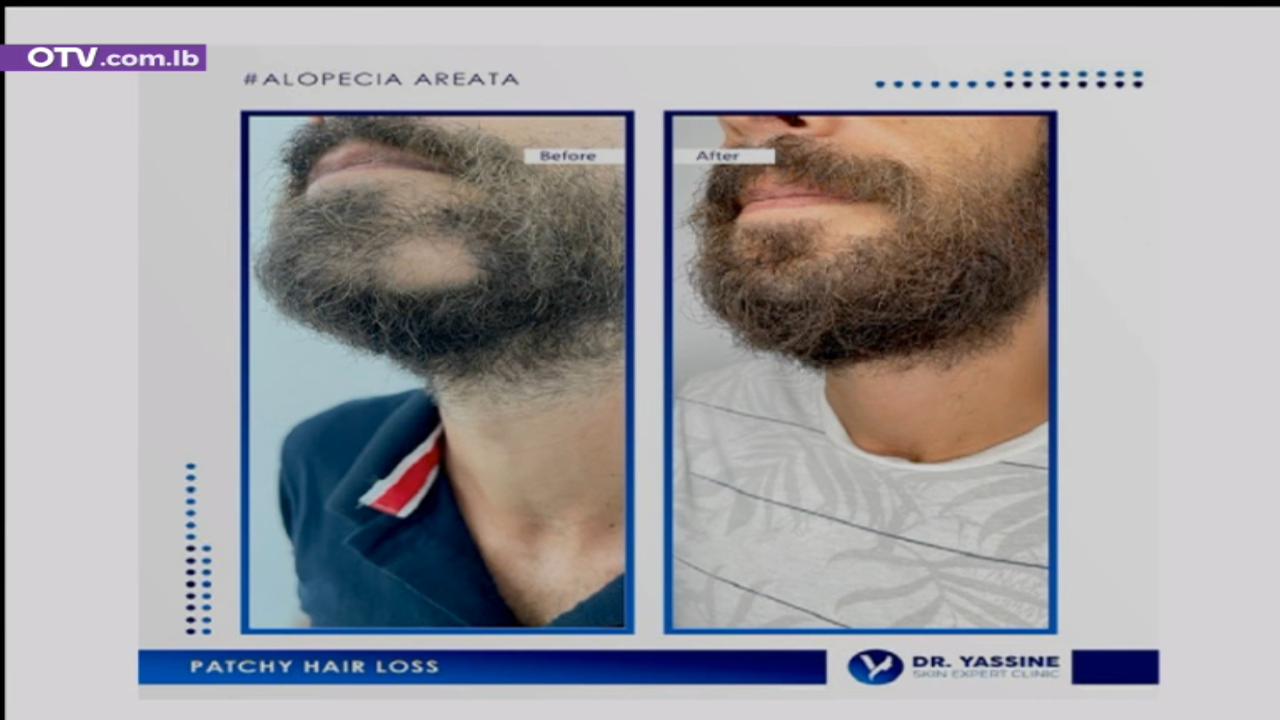 OTV.com.lb
#ALOPECIA AREATA
Before
After
PATCHY HAIR LOSS
DR. YASSINE
SKIN EXPERT CLINIC